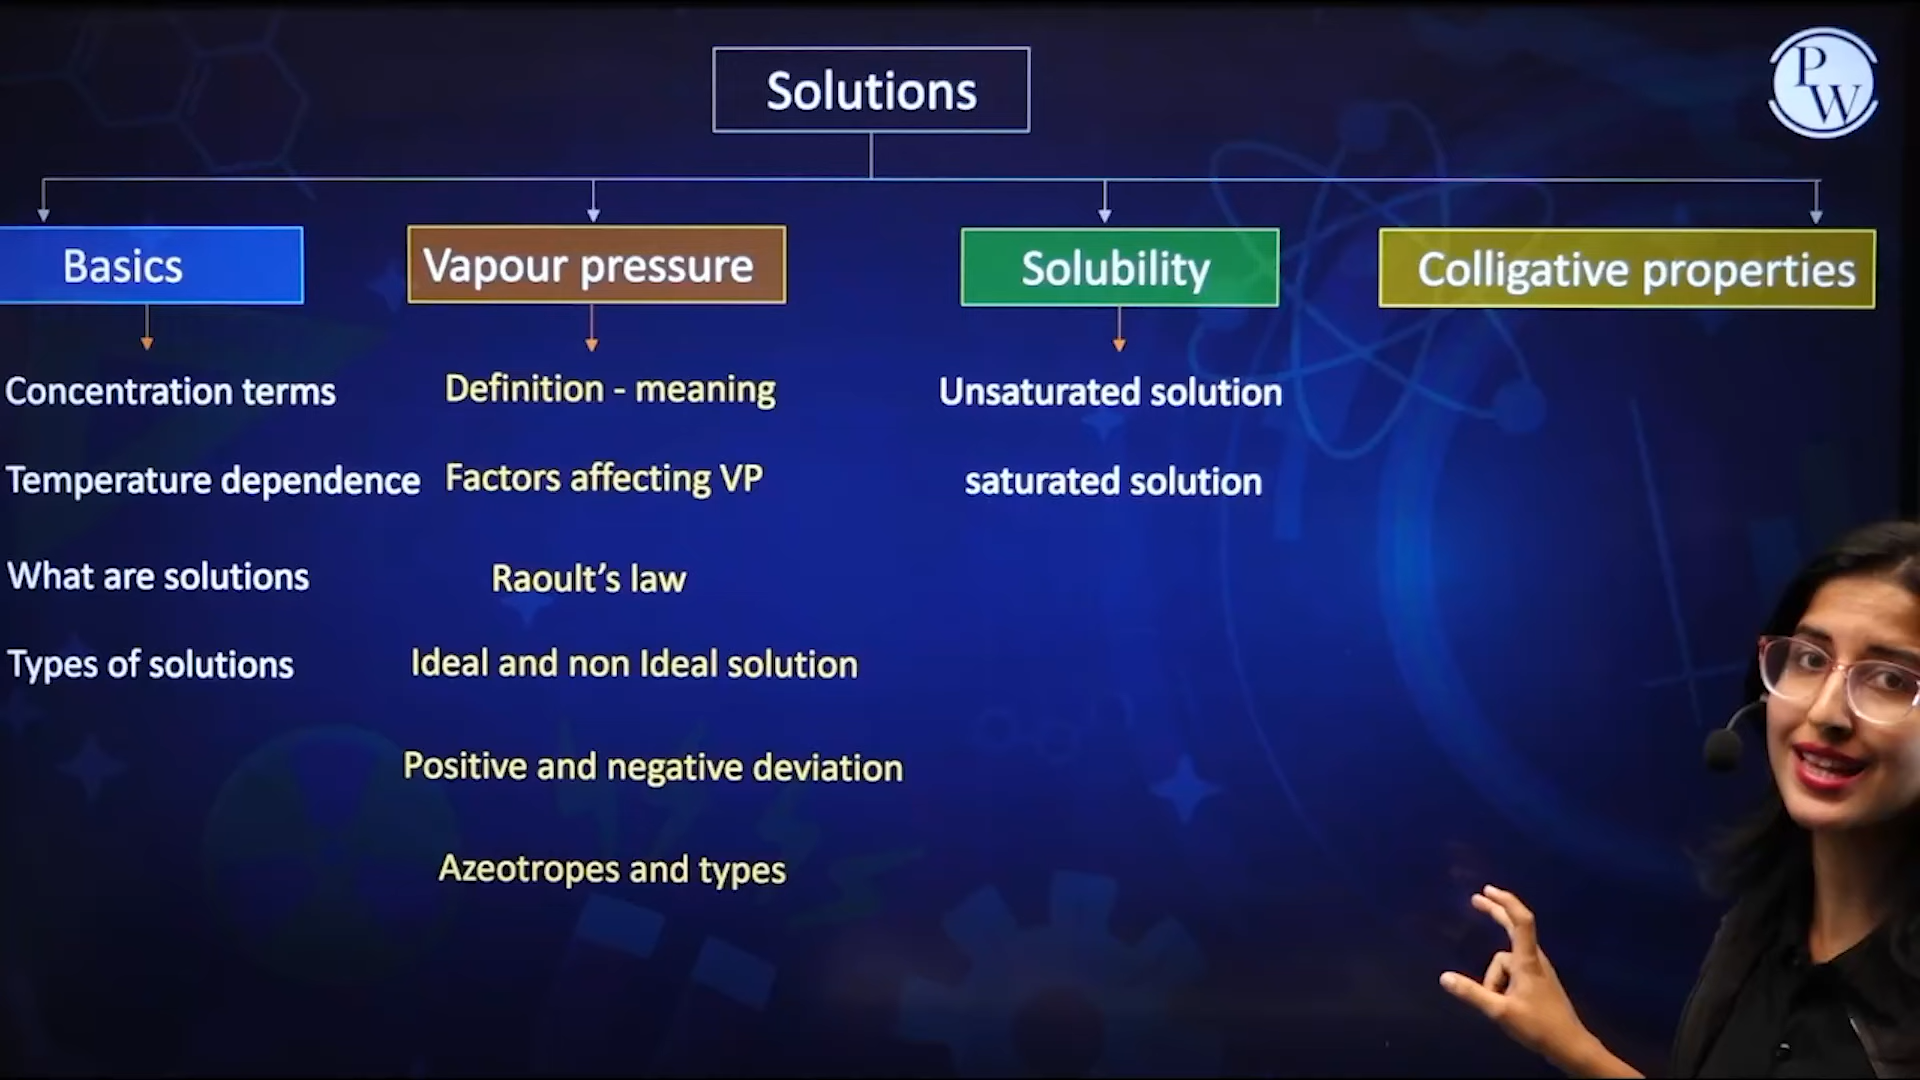 Solutions
PW
Basics
Vapour pressure
Solubility
Colligative properties
Concentration terms
Definition - meaning
Unsaturated solution
Temperature dependence
Factors affecting VP
saturated solution
What are solutions
Raoult's law
Types of solutions
Ideal and non Ideal solution
Positive and negative deviation
Azeotropes and types